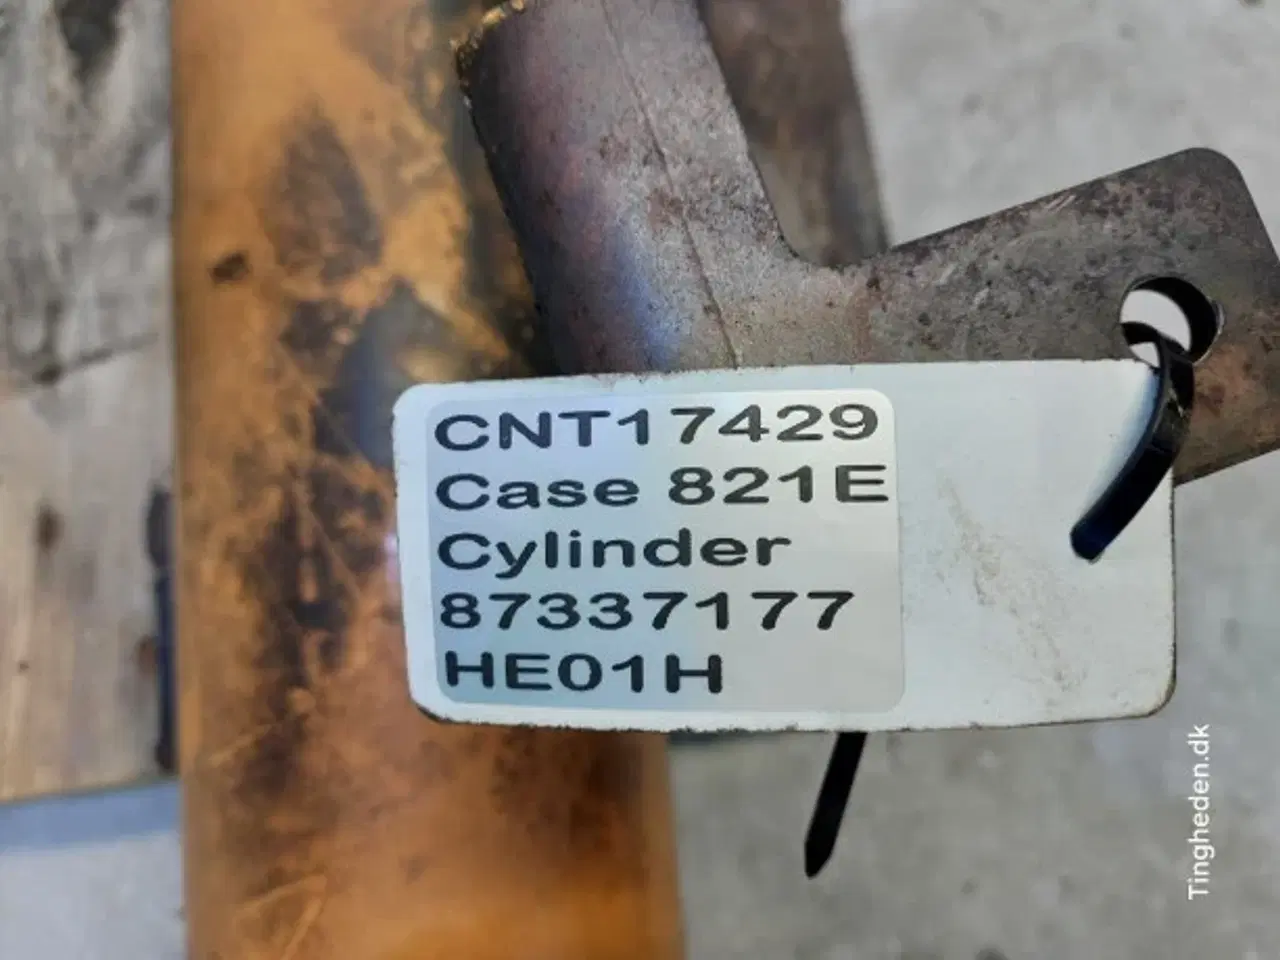 CNT17429
Case 821E
Cylinder
87337177
HE01H
Tingheden.dk